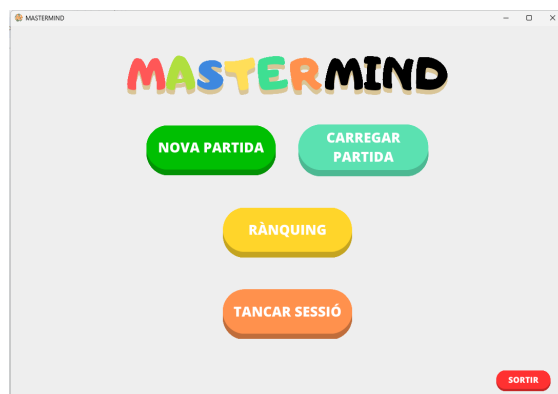 MASTERMIND
MASTERMIND
NOVA PARTIDA
CARREGAR
PARTIDA
RÀNQUING
TANCAR SESSIÓ
SORTIR